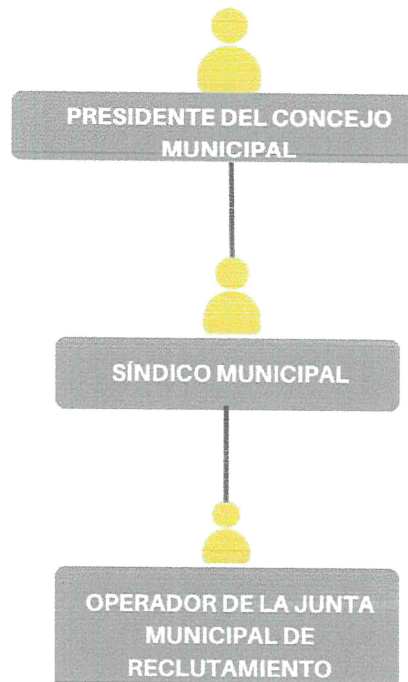 PRESIDENTE DEL CONCEJO
MUNICIPAL
SÍNDICO MUNICIPAL
OPERADOR DE LA JUNTA
MUNICIPAL DE
RECLUTAMIENTO